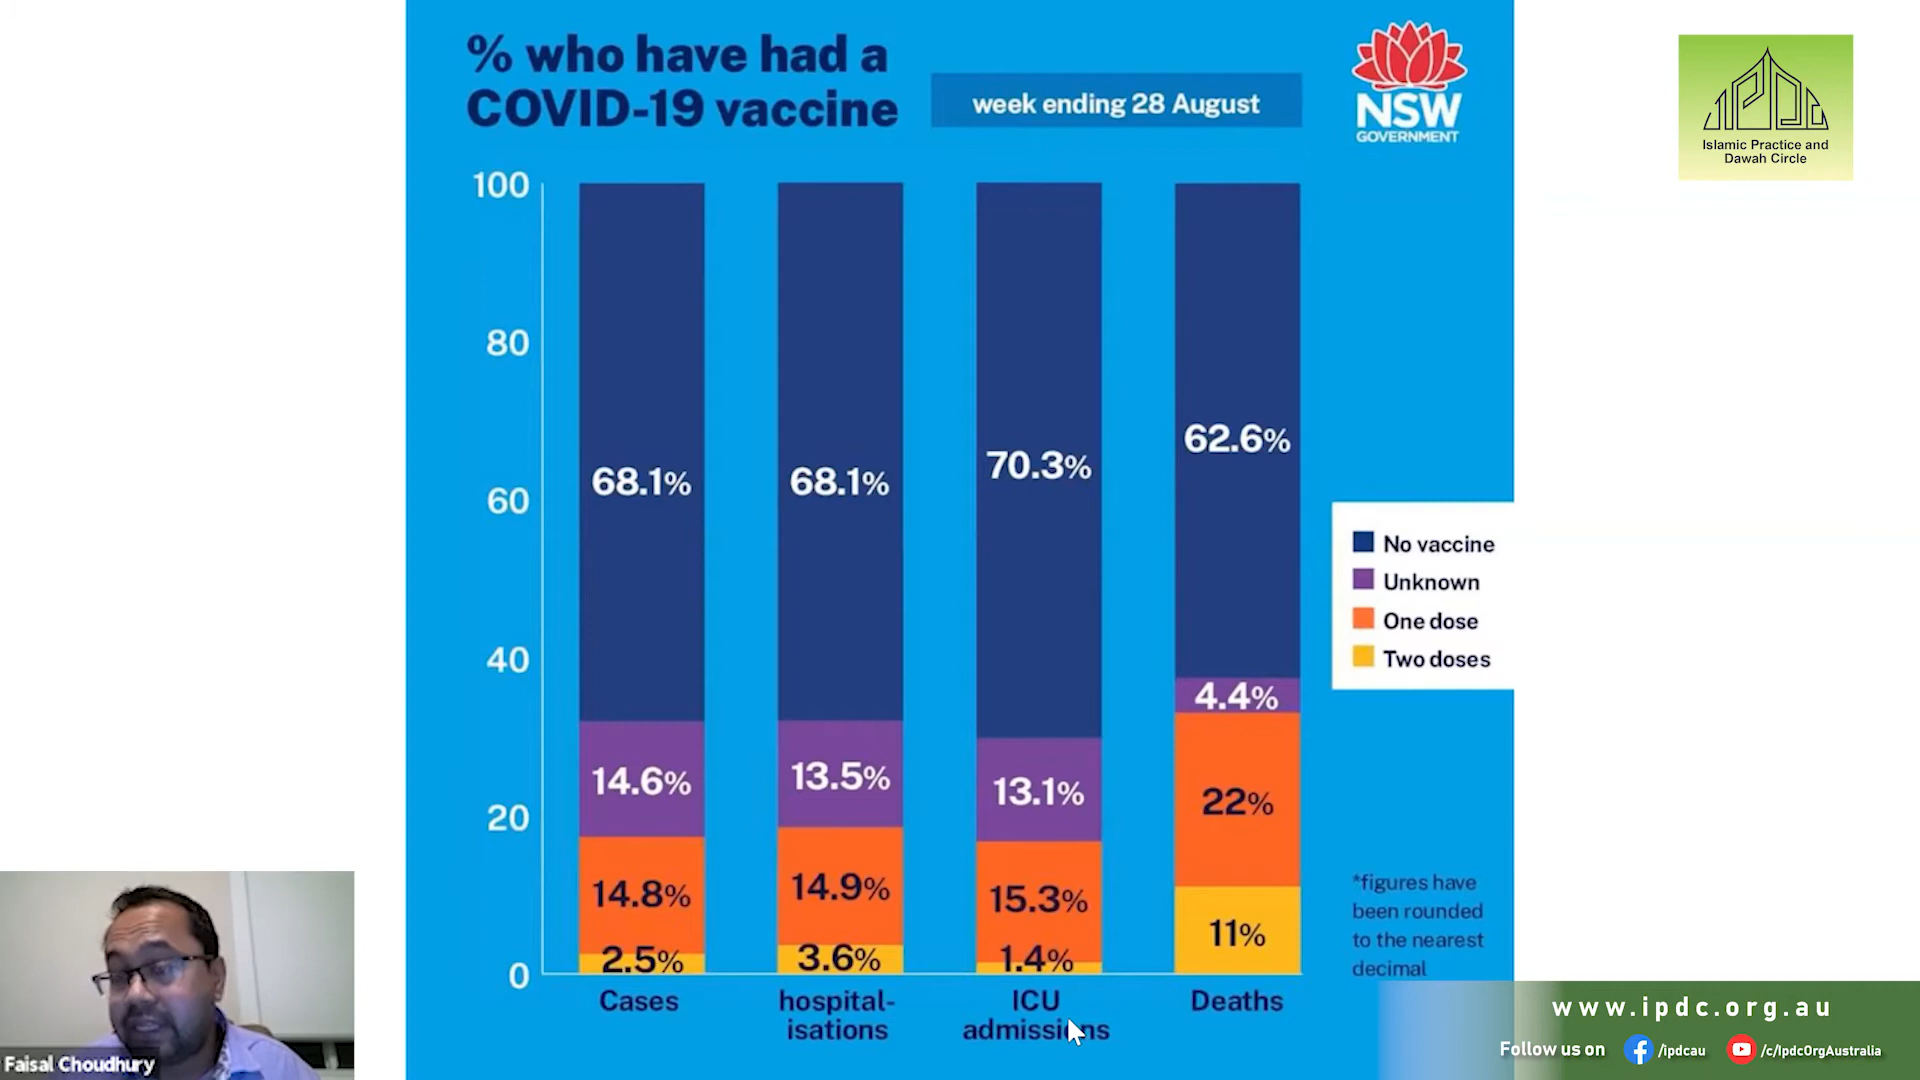 % who have had a
COVID-19 vaccine
week ending 28 August
NSW
GOVERNMENT
IPDC
Islamic Practice and
Dawah Circle
100
80
60
40
20
0
68.1%
14.6%
14.8%
2.5%
68.1%
13.5%
14.9%
3.6%
70.3%
13.1%
15.3%
1.4%
62.6%
4.4%
22%
11%
Cases
hospital-
isations
ICU
admissions
Deaths
No vaccine
Unknown
One dose
Two doses
*figures have
been rounded
to the nearest
decimal
Faisal Choudhury
www.ipdc.org.au
Follow us on /ipdcau /c/IpdcOrgAustralia